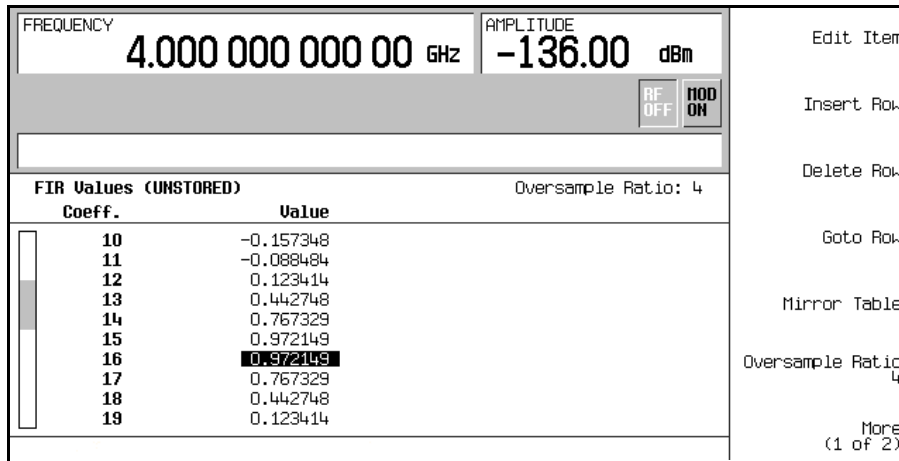 FREQUENCY
4.000 000 000 00 GHz
AMPLITUDE
-136.00 dBm
RF OFF
MOD ON
FIR Values (UNSTORED) Oversample Ratio: 4
Coeff. Value
10 -0.157348
11 -0.088484
12 0.123414
13 0.442748
14 0.767329
15 0.972149
16 0.972149
17 0.767329
18 0.442748
19 0.123414
Edit Item
Insert Row
Delete Row
Goto Row
Mirror Table
Oversample Ratio
4
More
(1 of 2)